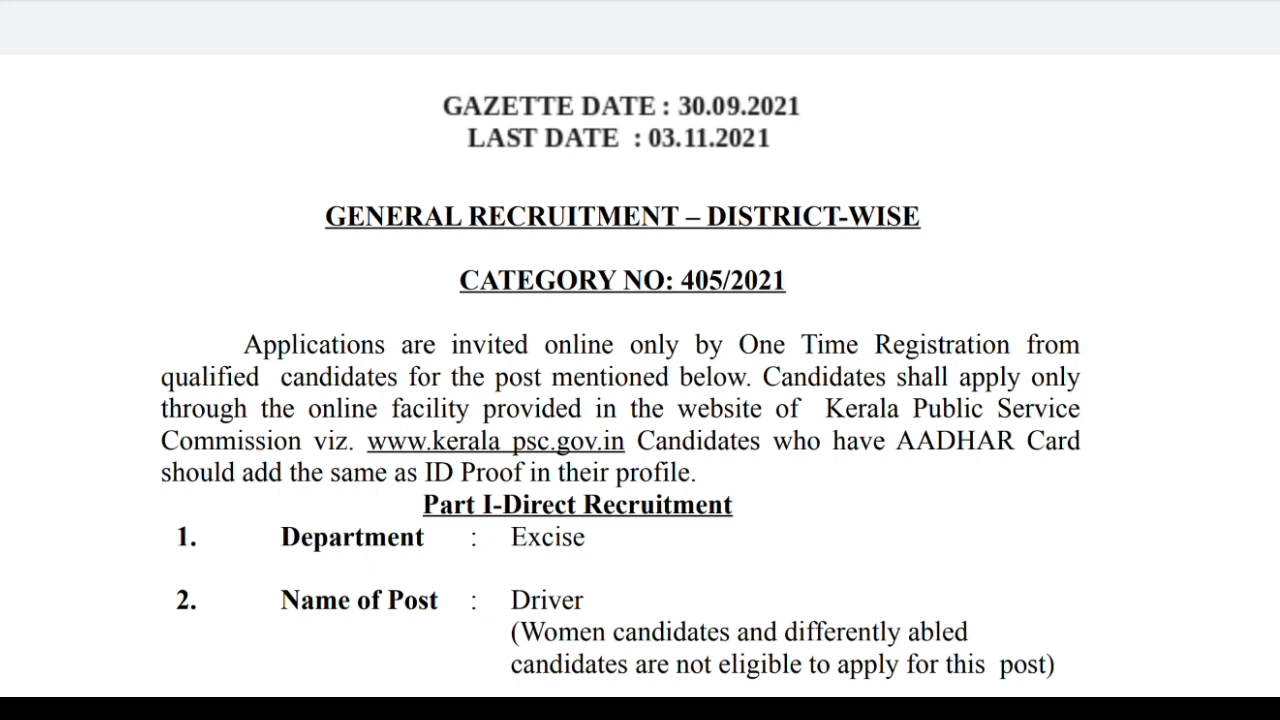 GAZETTE DATE : 30.09.2021
LAST DATE : 03.11.2021
GENERAL RECRUITMENT – DISTRICT-WISE
CATEGORY NO: 405/2021
Applications are invited online only by One Time Registration from
qualified candidates for the post mentioned below. Candidates shall apply only
through the online facility provided in the website of Kerala Public Service
Commission viz. www.kerala psc.gov.in Candidates who have AADHAR Card
should add the same as ID Proof in their profile.
Part I-Direct Recruitment
1. Department : Excise
2. Name of Post : Driver
(Women candidates and differently abled
candidates are not eligible to apply for this post)